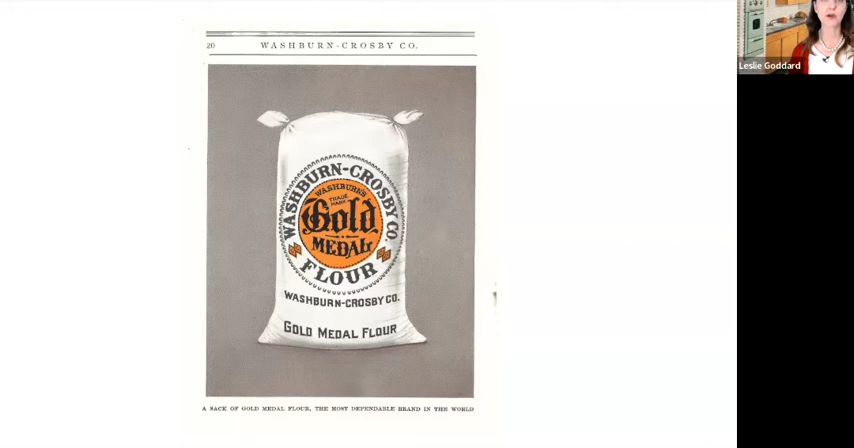 20 WASHBURN-CROSBY CO.
WASHBURN-CROSBY CO.
WASHBURN'S
TRADE MARK
Gold
MEDAL
FLOUR
WASHBURN-CROSBY CO.
GOLD MEDAL FLOUR
A SACK OF GOLD MEDAL FLOUR, THE MOST DEPENDABLE BRAND IN THE WORLD
Leslie Goddard